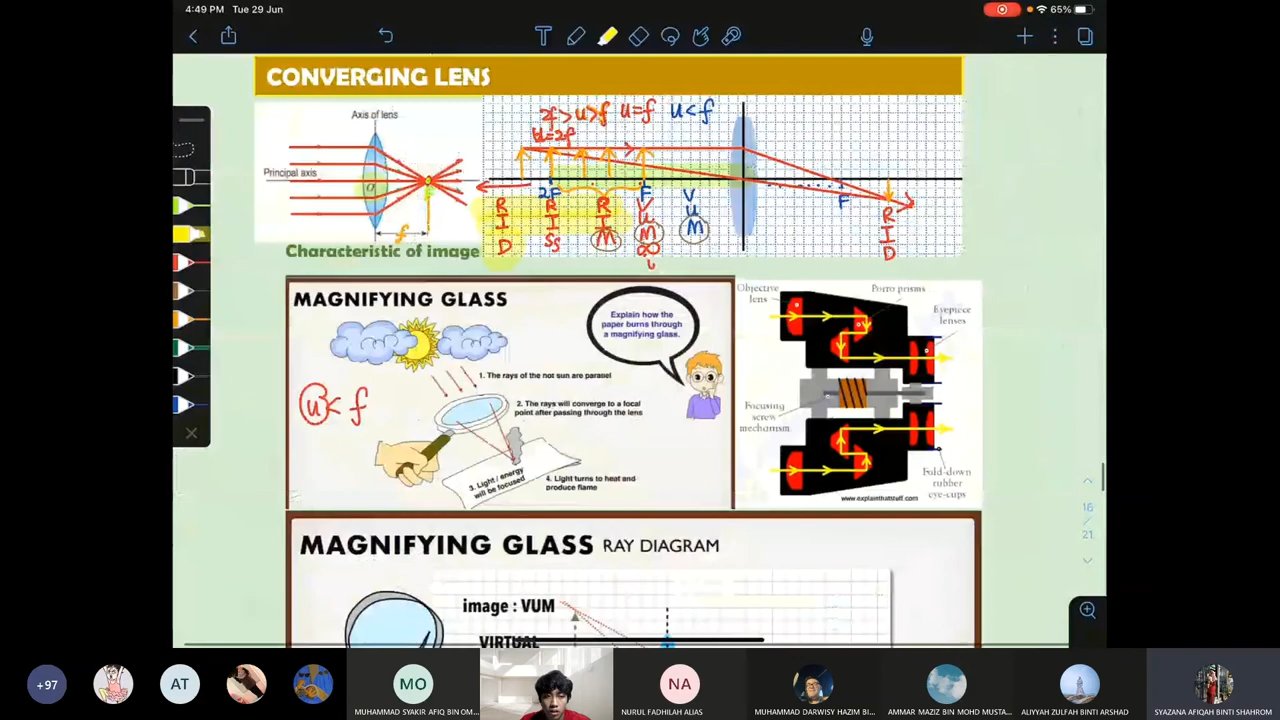 4:49 PM Tue 29 Jun
65%
CONVERGING LENS
Axis of lens
Principal axis
O
F
f
2f > u > f u = f u < f
u = 2f
2F
F
F
R I D
R I SS
R I M
V U M
V U M
R I D
Characteristic of image
MAGNIFYING GLASS
Explain how the
paper burns through
a magnifying glass.
1. The rays of the not sun are parallel
2. The rays will converge to a focal
point after passing through the lens
3. Light / energy
will be focused
4. Light turns to heat and
produce flame
u < f
Objective
lens
Porro prisms
Eyepiece
lenses
Focusing
screw
mechanism
Fold-down
rubber
eye-cups
www.explainthatstuff.com
16
/
21
MAGNIFYING GLASS RAY DIAGRAM
image : VUM
VIRTUAL
+97
AT
MO
NA
MUHAMMAD SYAKIR AFIQ BIN OM...
NURUL FADHILAH ALIAS
MUHAMMAD DARWISY HAZIM BI...
AMMAR MAZIZ BIN MOHD MUSTA...
ALIYYAH ZULFAH BINTI ARSHAD
SYAZANA AFIQAH BINTI SHAHROM